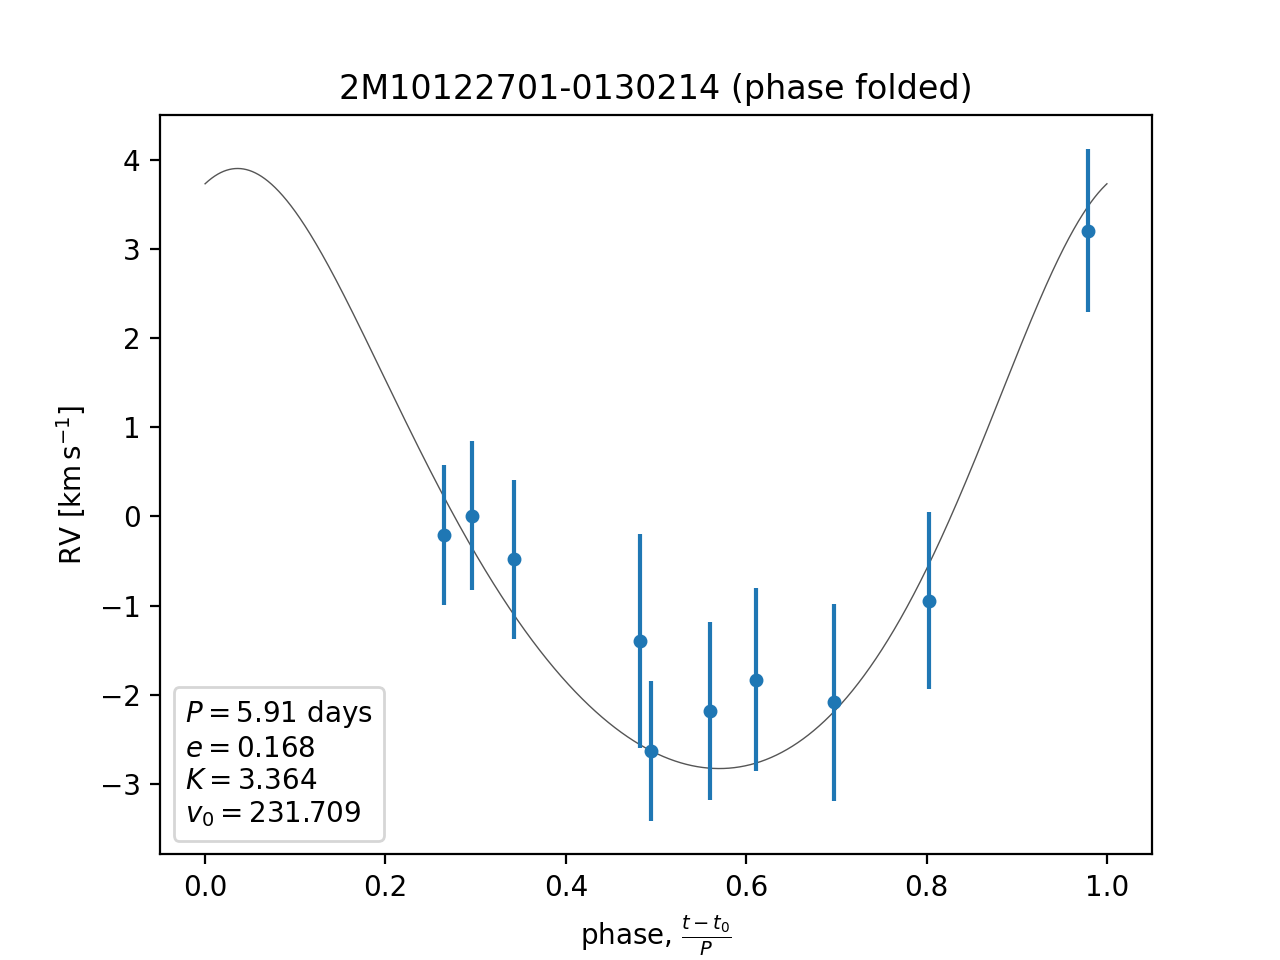 2M10122701-0130214 (phase folded)
RV [km s⁻¹]
4
3
2
1
0
−1
−2
−3
P = 5.91 days
e = 0.168
K = 3.364
v₀ = 231.709
0.0 0.2 0.4 0.6 0.8 1.0
phase, (t − t₀)/P